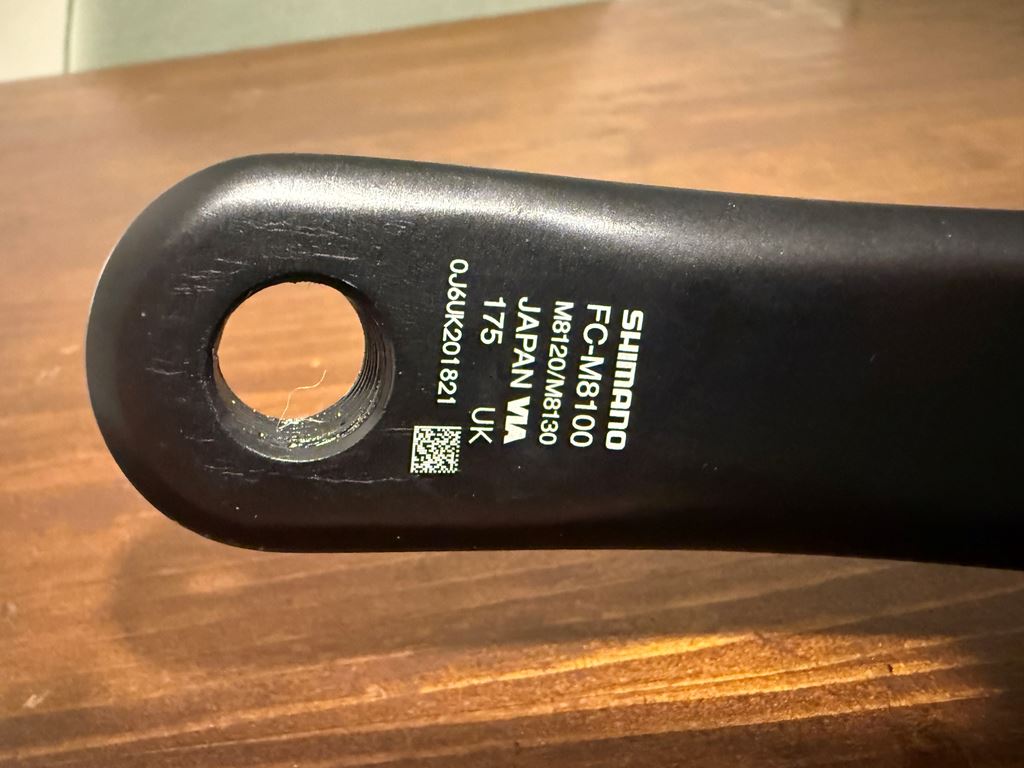 SHIMANO
FC-M8100
M8120/M8130
JAPAN VIA
175 UK
0J6UK201821